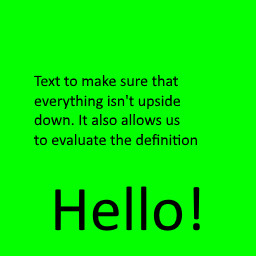 Text to make sure that
everything isn't upside
down. It also allows us
to evaluate the definition
Hello!